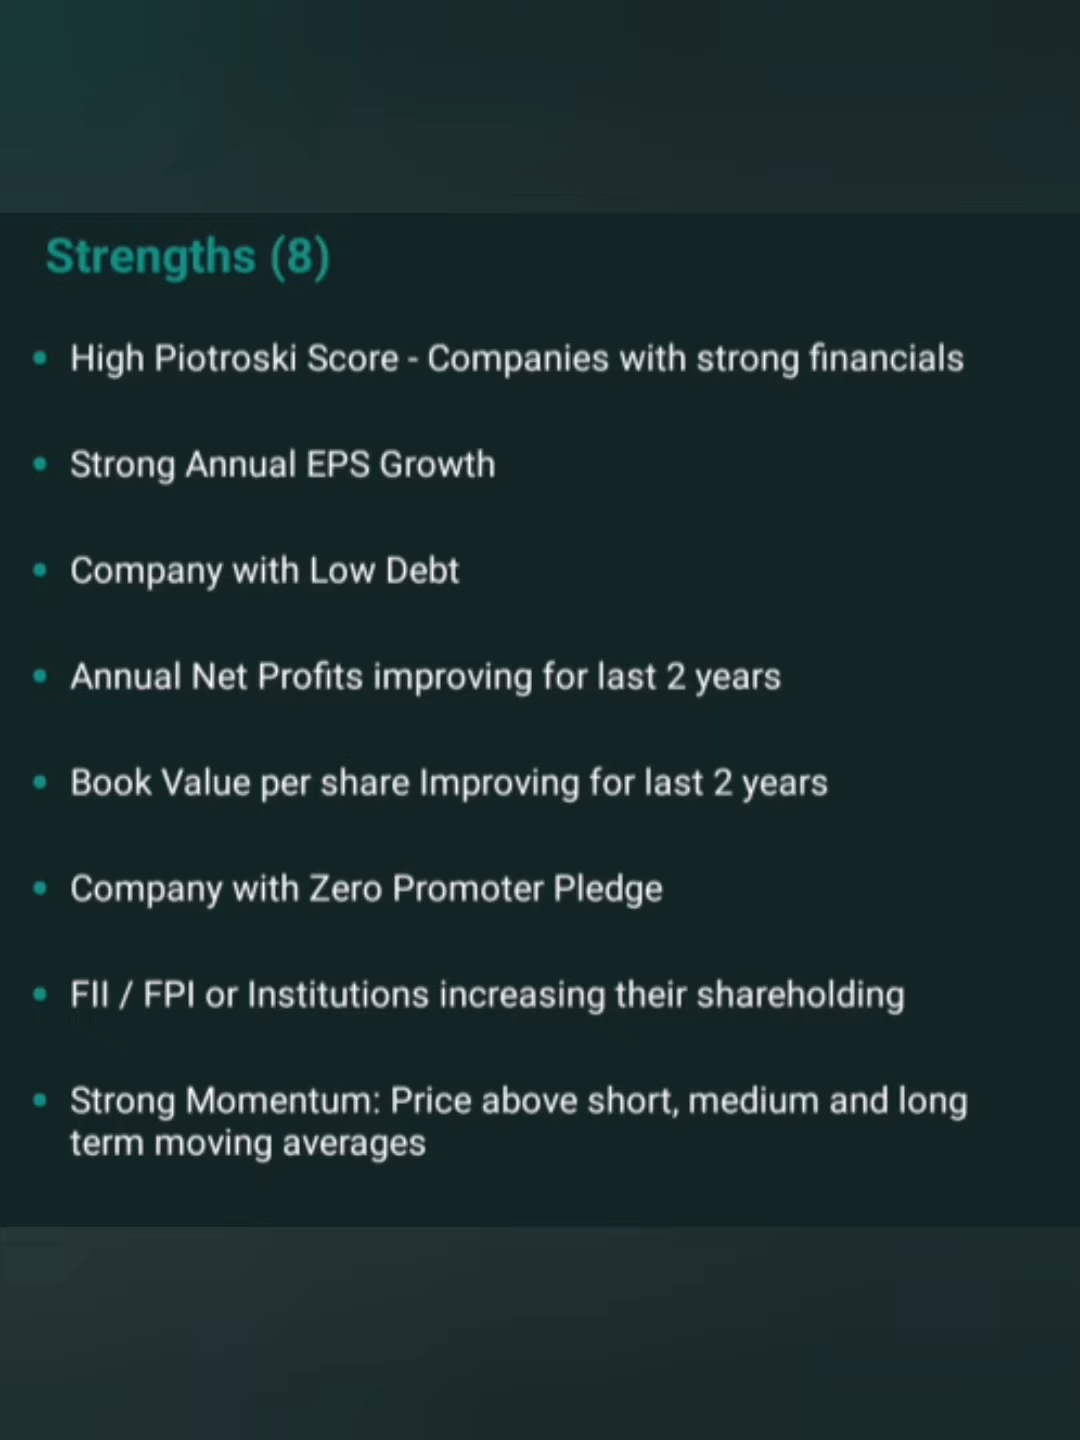 Strengths (8)
• High Piotroski Score - Companies with strong financials
• Strong Annual EPS Growth
• Company with Low Debt
• Annual Net Profits improving for last 2 years
• Book Value per share Improving for last 2 years
• Company with Zero Promoter Pledge
• FII / FPI or Institutions increasing their shareholding
• Strong Momentum: Price above short, medium and long
term moving averages